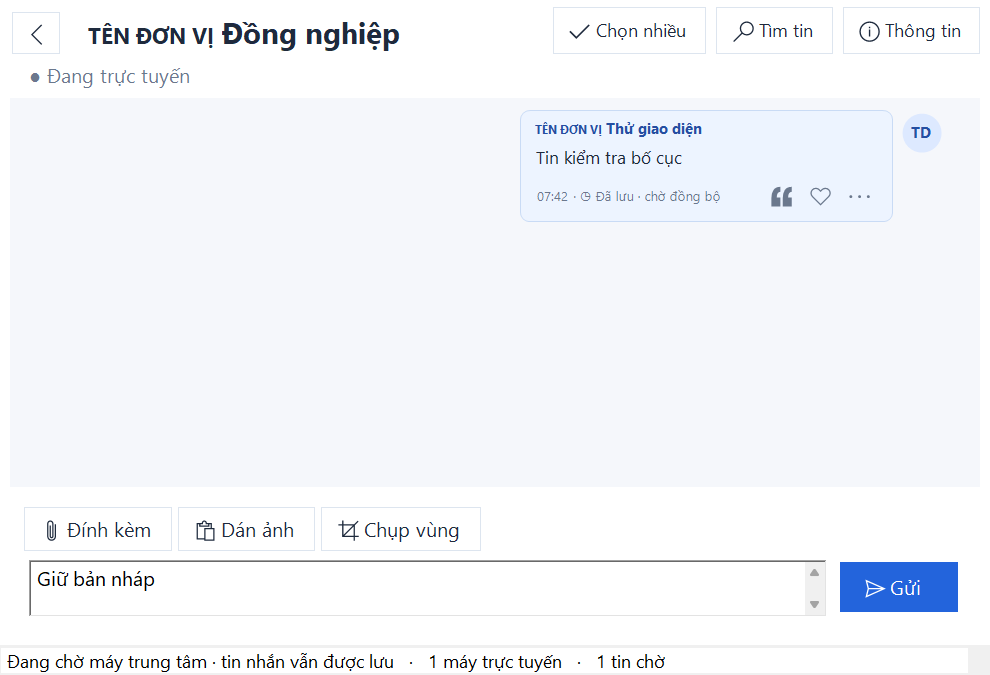 TÊN ĐƠN VỊ Đồng nghiệp
Chọn nhiều
Tìm tin
Thông tin
Đang trực tuyến
TÊN ĐƠN VỊ Thử giao diện
TD
Tin kiểm tra bố cục
07:42 · Đã lưu · chờ đồng bộ
Đính kèm
Dán ảnh
Chụp vùng
Giữ bản nháp
Gửi
Đang chờ máy trung tâm · tin nhắn vẫn được lưu · 1 máy trực tuyến · 1 tin chờ